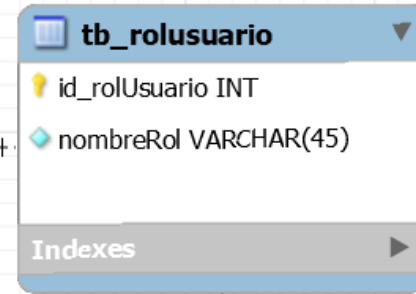 tb_rolusuario
id_rolUsuario INT
nombreRol VARCHAR(45)
Indexes